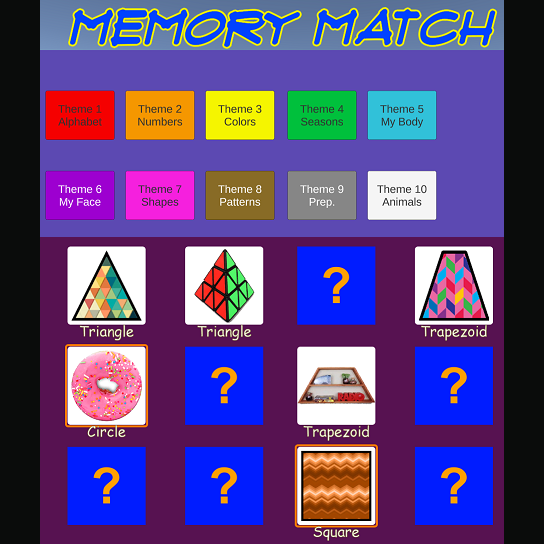 MEMORY MATCH
Theme 1
Alphabet
Theme 2
Numbers
Theme 3
Colors
Theme 4
Seasons
Theme 5
My Body
Theme 6
My Face
Theme 7
Shapes
Theme 8
Patterns
Theme 9
Prep.
Theme 10
Animals
?
Triangle
Triangle
Trapezoid
?
?
Circle
Trapezoid
?
?
?
Square